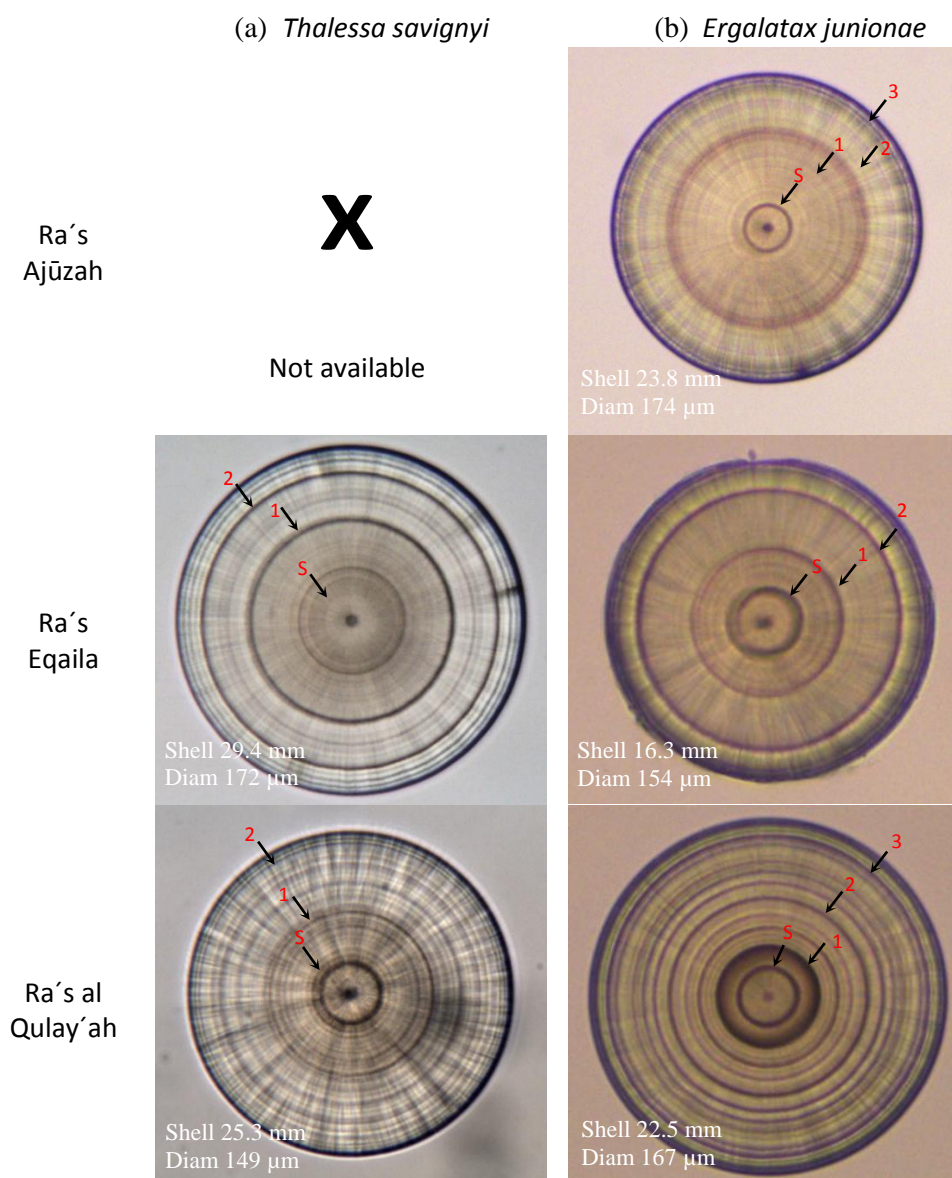 (a) Thalessa savignyi
(b) Ergalatax junionae
Ra´s
Ajūzah
X
Not available
3
1
2
S
Shell 23.8 mm
Diam 174 µm
Ra´s
Eqaila
2
1
S
Shell 29.4 mm
Diam 172 µm
2
S
1
Shell 16.3 mm
Diam 154 µm
Ra´s al
Qulay´ah
2
1
S
Shell 25.3 mm
Diam 149 µm
3
2
S
1
Shell 22.5 mm
Diam 167 µm